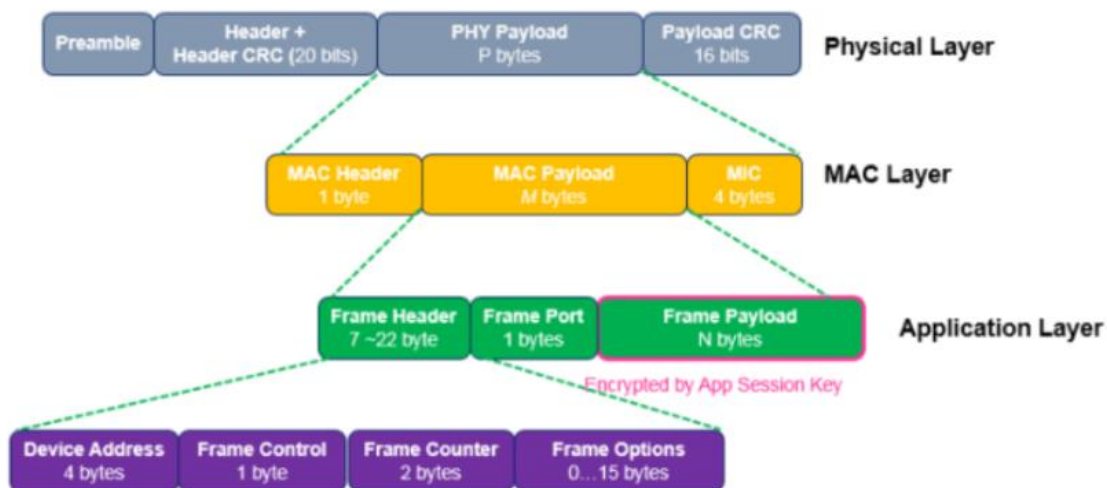 Preamble
Header +
Header CRC (20 bits)
PHY Payload
P bytes
Payload CRC
16 bits
Physical Layer
MAC Header
1 byte
MAC Payload
M bytes
MIC
4 bytes
MAC Layer
Frame Header
7 ~22 byte
Frame Port
1 bytes
Frame Payload
N bytes
Application Layer
Encrypted by App Session Key
Device Address
4 bytes
Frame Control
1 byte
Frame Counter
2 bytes
Frame Options
0...15 bytes